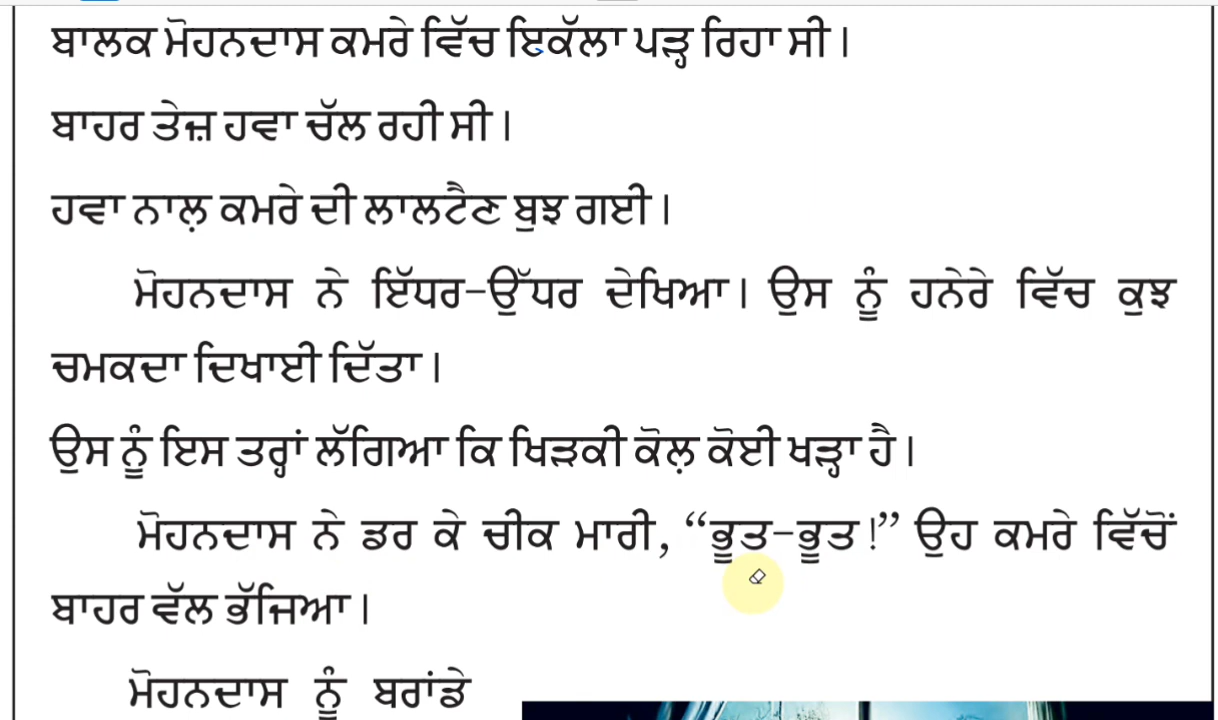 ਬਾਲਕ ਮੋਹਨਦਾਸ ਕਮਰੇ ਵਿੱਚ ਇਕੱਲਾ ਪੜ੍ਹ ਰਿਹਾ ਸੀ।
ਬਾਹਰ ਤੇਜ਼ ਹਵਾ ਚੱਲ ਰਹੀ ਸੀ।
ਹਵਾ ਨਾਲ਼ ਕਮਰੇ ਦੀ ਲਾਲਟੈਣ ਬੁਝ ਗਈ।
ਮੋਹਨਦਾਸ ਨੇ ਇੱਧਰ-ਉੱਧਰ ਦੇਖਿਆ। ਉਸ ਨੂੰ ਹਨੇਰੇ ਵਿੱਚ ਕੁਝ
ਚਮਕਦਾ ਦਿਖਾਈ ਦਿੱਤਾ।
ਉਸ ਨੂੰ ਇਸ ਤਰ੍ਹਾਂ ਲੱਗਿਆ ਕਿ ਖਿੜਕੀ ਕੋਲ਼ ਕੋਈ ਖੜ੍ਹਾ ਹੈ।
ਮੋਹਨਦਾਸ ਨੇ ਡਰ ਕੇ ਚੀਕ ਮਾਰੀ, “ਭੂਤ-ਭੂਤ!” ਉਹ ਕਮਰੇ ਵਿੱਚੋਂ
ਬਾਹਰ ਵੱਲ ਭੱਜਿਆ।
ਮੋਹਨਦਾਸ ਨੂੰ ਬਰਾਂਡੇ